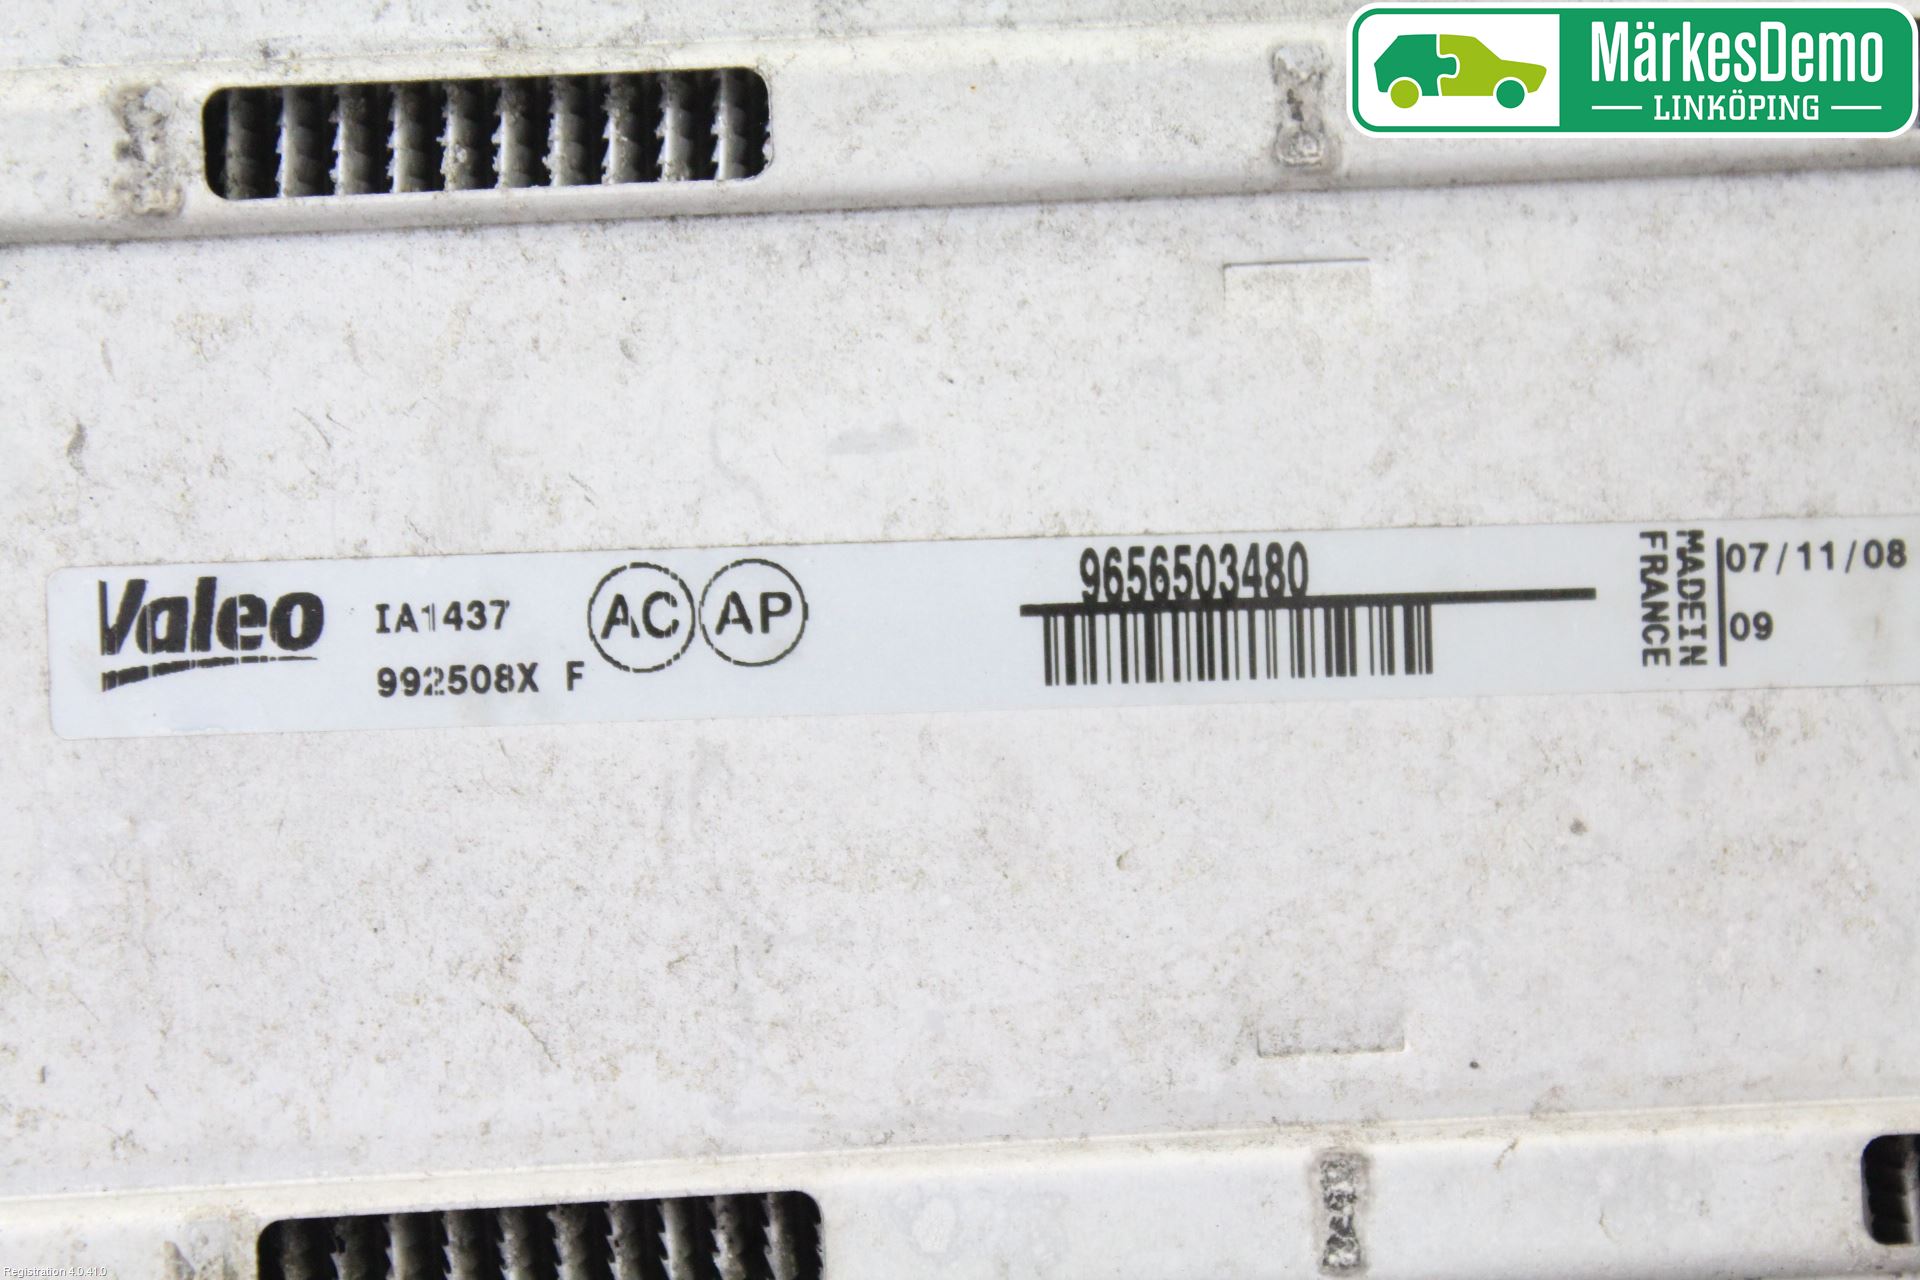 MärkesDemo
LINKÖPING
Valeo
IA1437
992508X F
AC
AP
9656503480
MADEIN
FRANCE
07/11/08
09
Registration 4.0.41.0